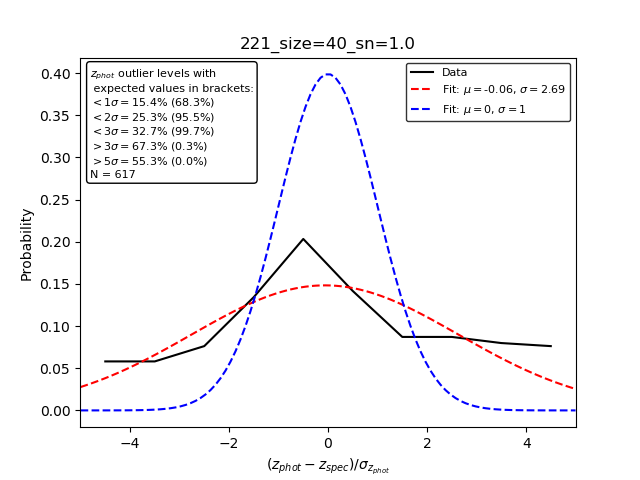 221_size=40_sn=1.0
z_phot outlier levels with
expected values in brackets:
< 1σ = 15.4% (68.3%)
< 2σ = 25.3% (95.5%)
< 3σ = 32.7% (99.7%)
> 3σ = 67.3% (0.3%)
> 5σ = 55.3% (0.0%)
N = 617
Data
Fit: μ = -0.06, σ = 2.69
Fit: μ = 0, σ = 1
Probability
0.40
0.35
0.30
0.25
0.20
0.15
0.10
0.05
0.00
−4 −2 0 2 4
(z_phot − z_spec)/σ_z_phot